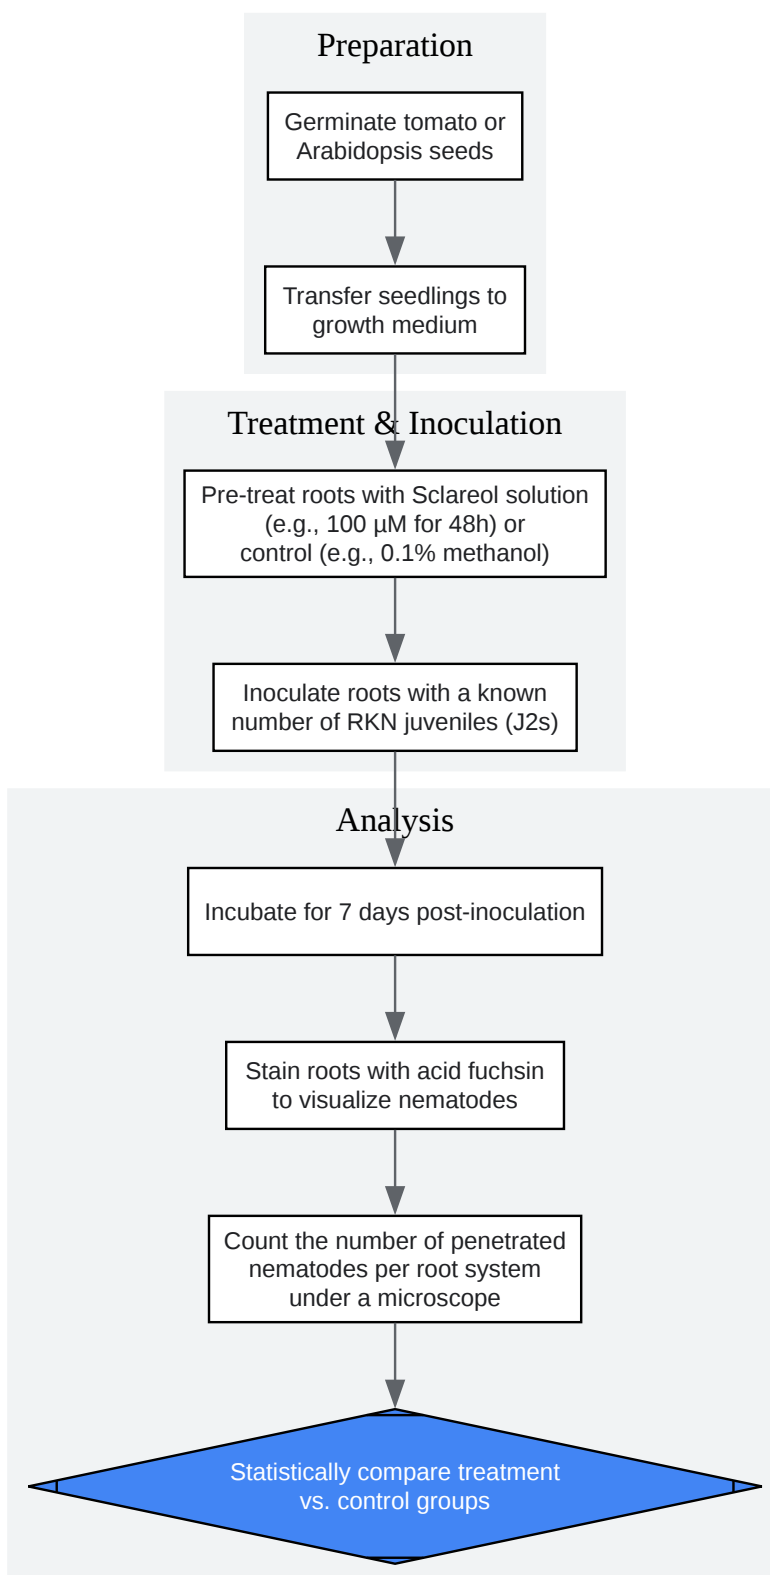 Preparation
Germinate tomato or
Arabidopsis seeds
Transfer seedlings to
growth medium
Treatment & Inoculation
Pre-treat roots with Sclareol solution
(e.g., 100 µM for 48h) or
control (e.g., 0.1% methanol)
Inoculate roots with a known
number of RKN juveniles (J2s)
Analysis
Incubate for 7 days post-inoculation
Stain roots with acid fuchsin
to visualize nematodes
Count the number of penetrated
nematodes per root system
under a microscope
Statistically compare treatment
vs. control groups